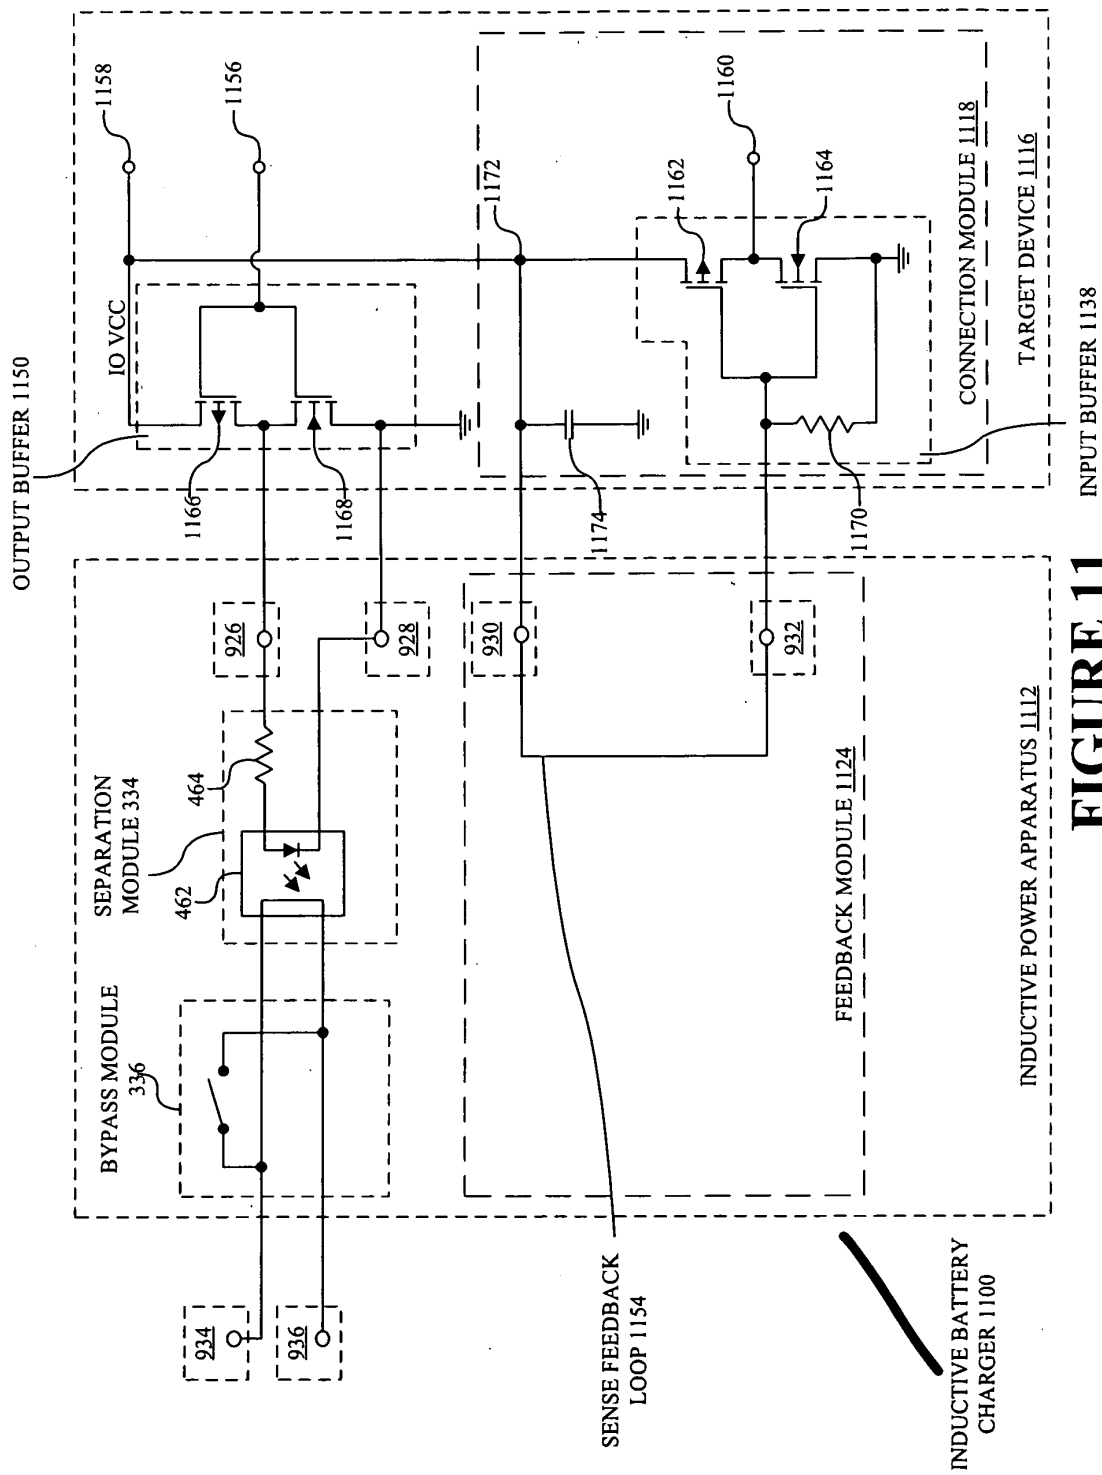 OUTPUT BUFFER 1150
1158
1156
IO VCC
1166
1168
1172
1160
1162
1164
1174
1170
CONNECTION MODULE 1118
TARGET DEVICE 1116
INPUT BUFFER 1138
SEPARATION
MODULE 334
464
462
926
928
930
932
BYPASS MODULE
336
FEEDBACK MODULE 1124
INDUCTIVE POWER APPARATUS 1112
934
936
SENSE FEEDBACK
LOOP 1154
INDUCTIVE BATTERY
CHARGER 1100
FIGURE 11